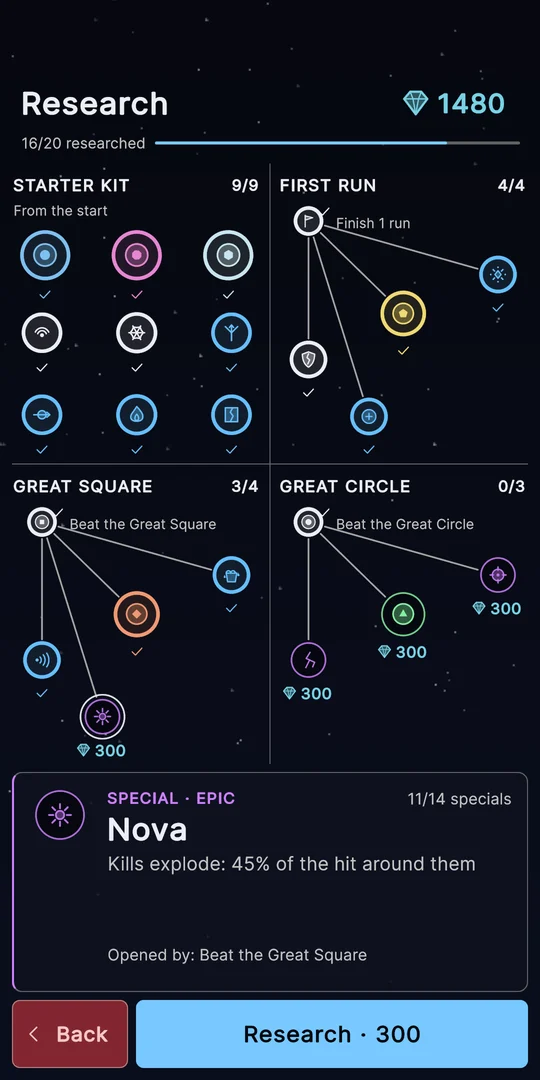 Research
1480
16/20 researched
STARTER KIT 9/9
From the start
FIRST RUN 4/4
Finish 1 run
GREAT SQUARE 3/4
Beat the Great Square
300
GREAT CIRCLE 0/3
Beat the Great Circle
300
300
300
SPECIAL · EPIC 11/14 specials
Nova
Kills explode: 45% of the hit around them
Opened by: Beat the Great Square
Back
Research · 300